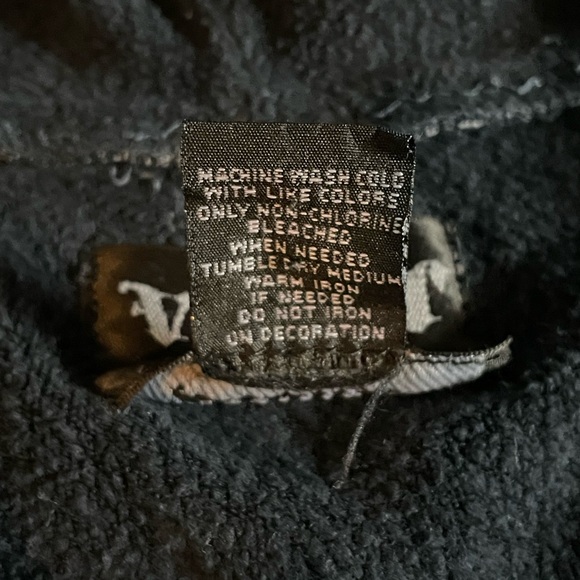 MACHINE WASH COLD
WITH LIKE COLORS
ONLY NON-CHLORINE
BLEACHED
WHEN NEEDED
TUMBLE DRY MEDIUM
WARM IRON
IF NEEDED
DO NOT IRON
ON DECORATION